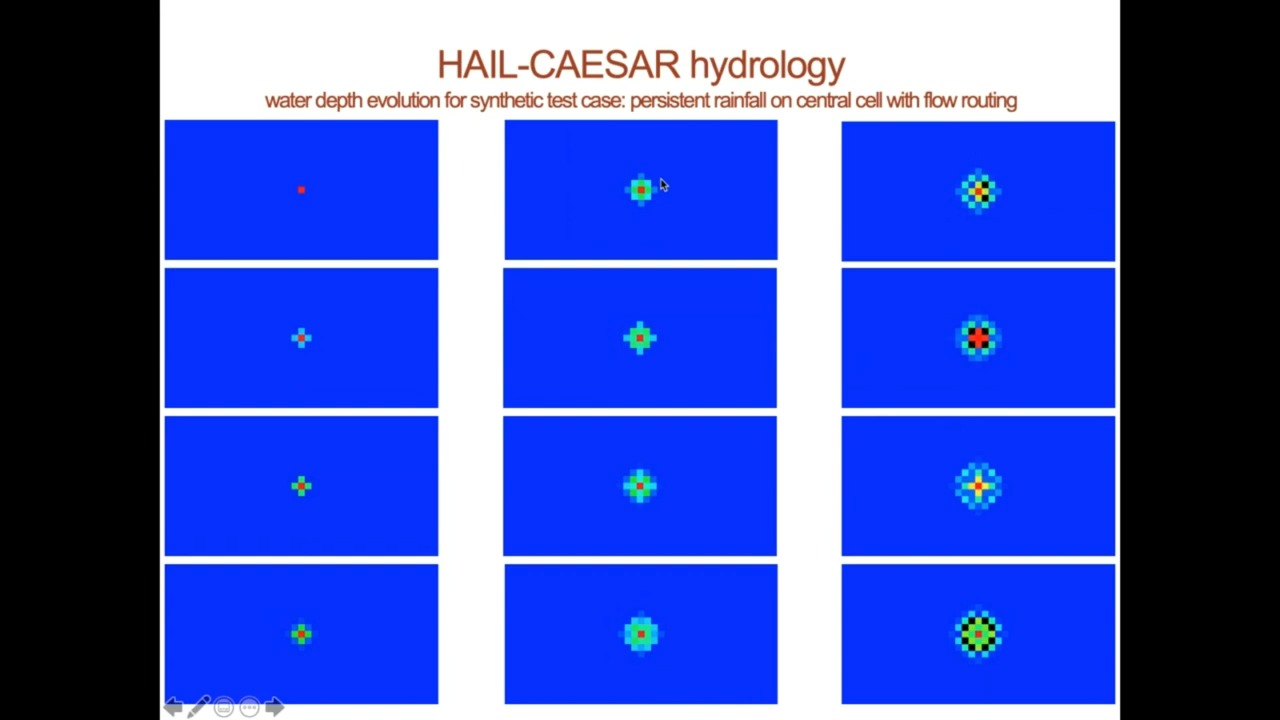 HAIL-CAESAR hydrology
water depth evolution for synthetic test case: persistent rainfall on central cell with flow routing